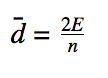 d̄ = 2E/n